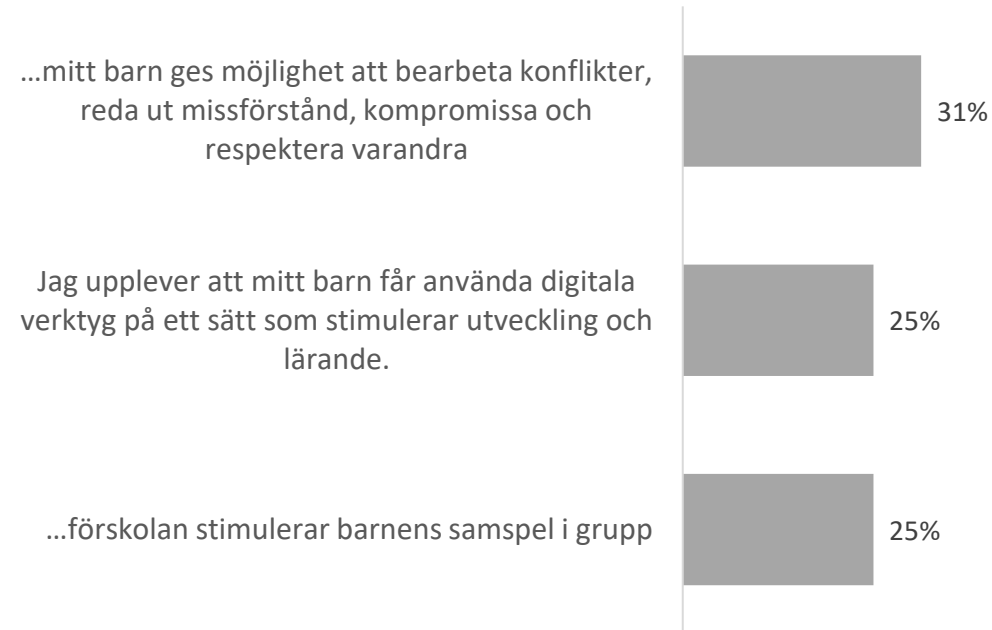 ...mitt barn ges möjlighet att bearbeta konflikter,
reda ut missförstånd, kompromissa och
respektera varandra
31%
Jag upplever att mitt barn får använda digitala
verktyg på ett sätt som stimulerar utveckling och
lärande.
25%
...förskolan stimulerar barnens samspel i grupp
25%